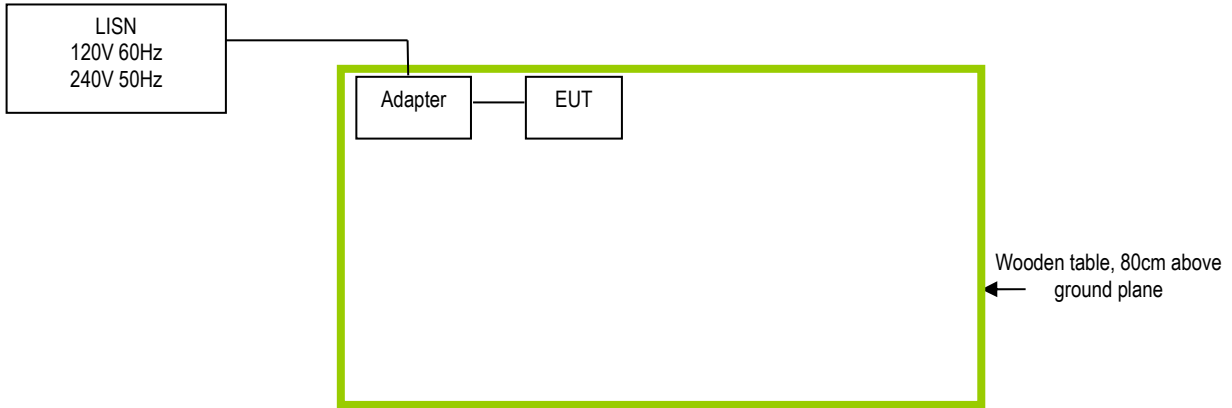 LISN
120V 60Hz
240V 50Hz
Adapter
EUT
Wooden table, 80cm above
ground plane